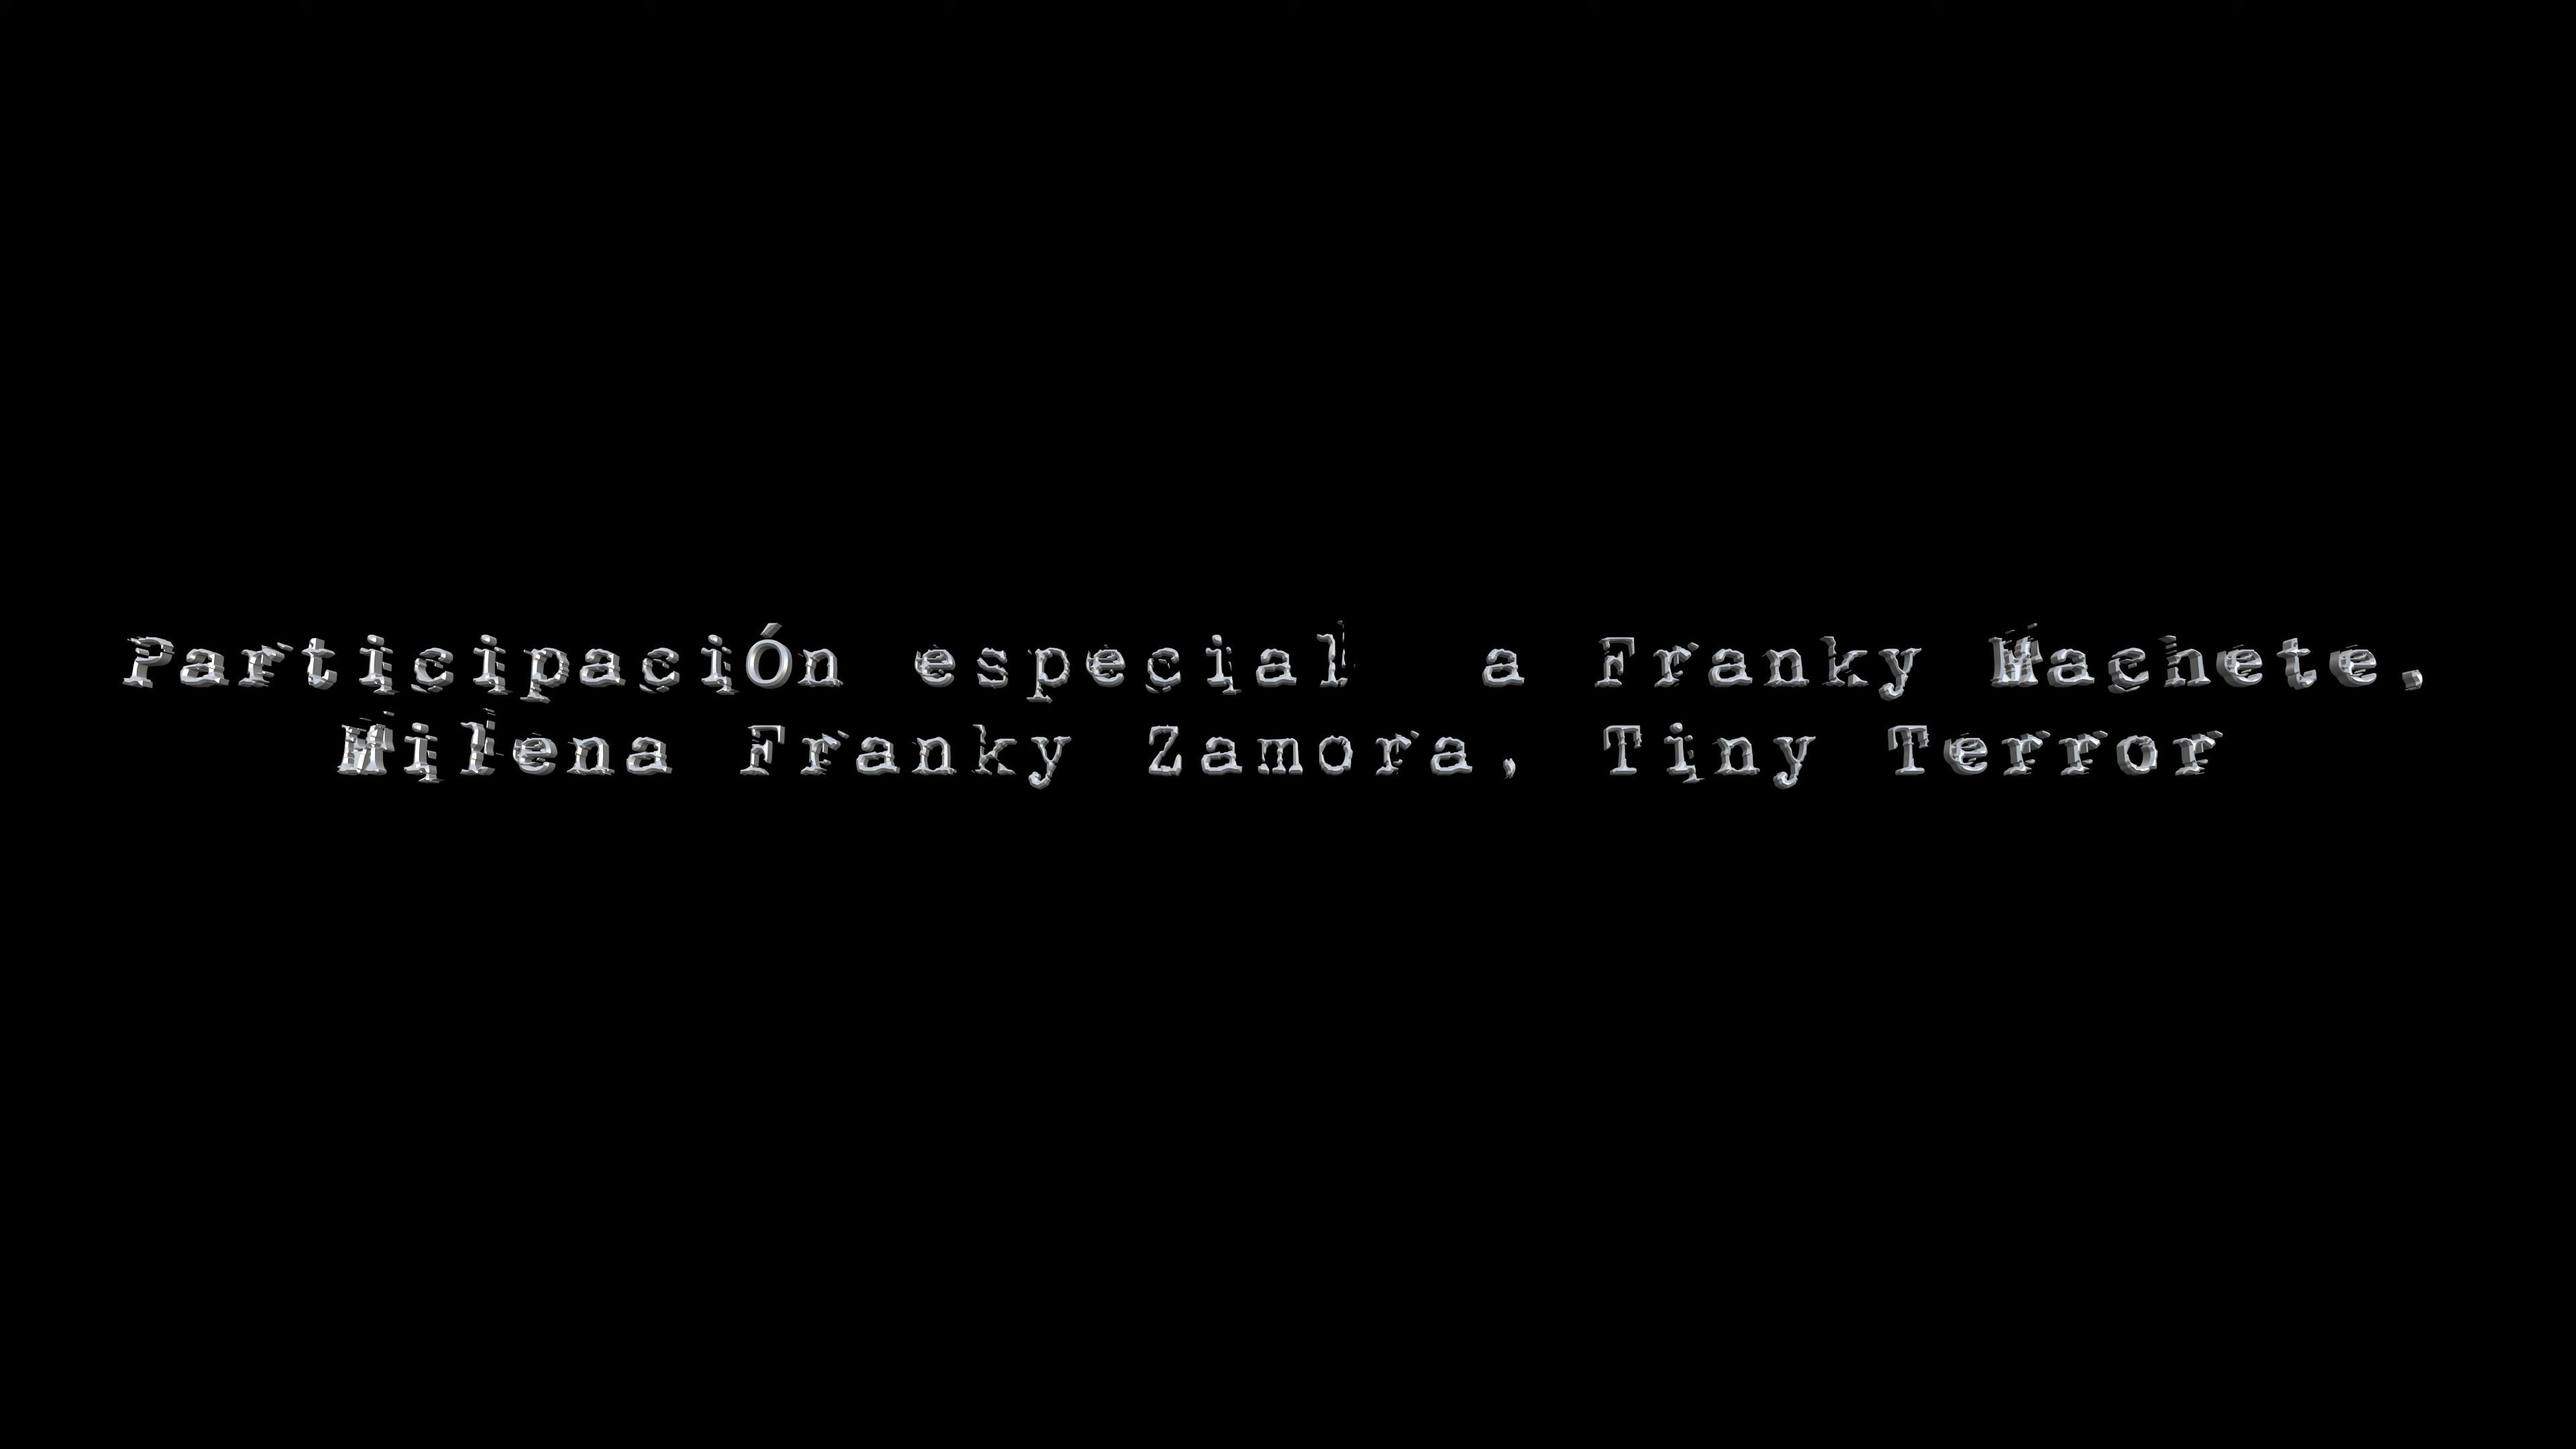 ParticipaciÓn especial  a Franky Machete,
Milena Franky Zamora, Tiny Terror